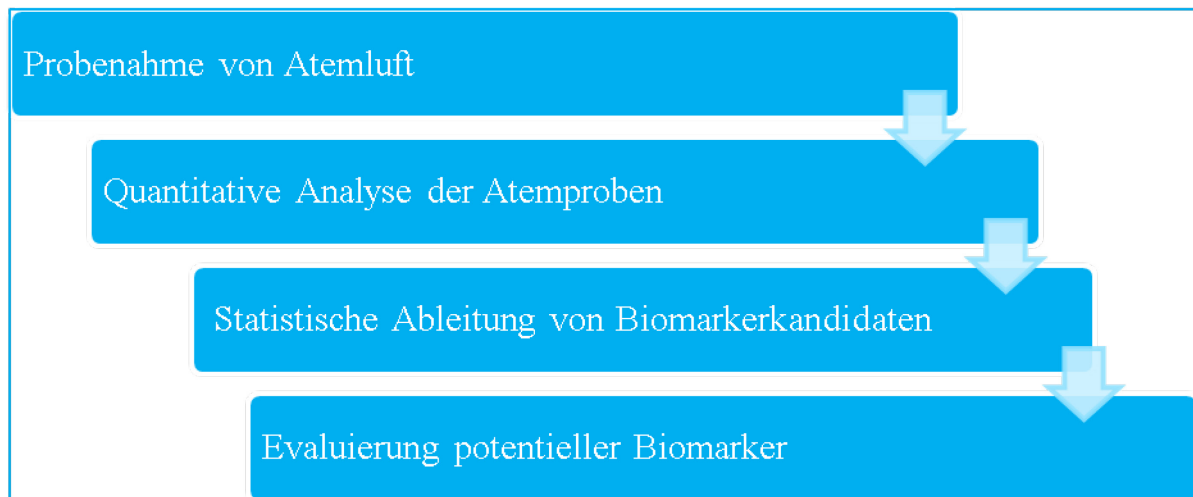 Probenahme von Atemluft
Quantitative Analyse der Atemproben
Statistische Ableitung von Biomarkerkandidaten
Evaluierung potentieller Biomarker